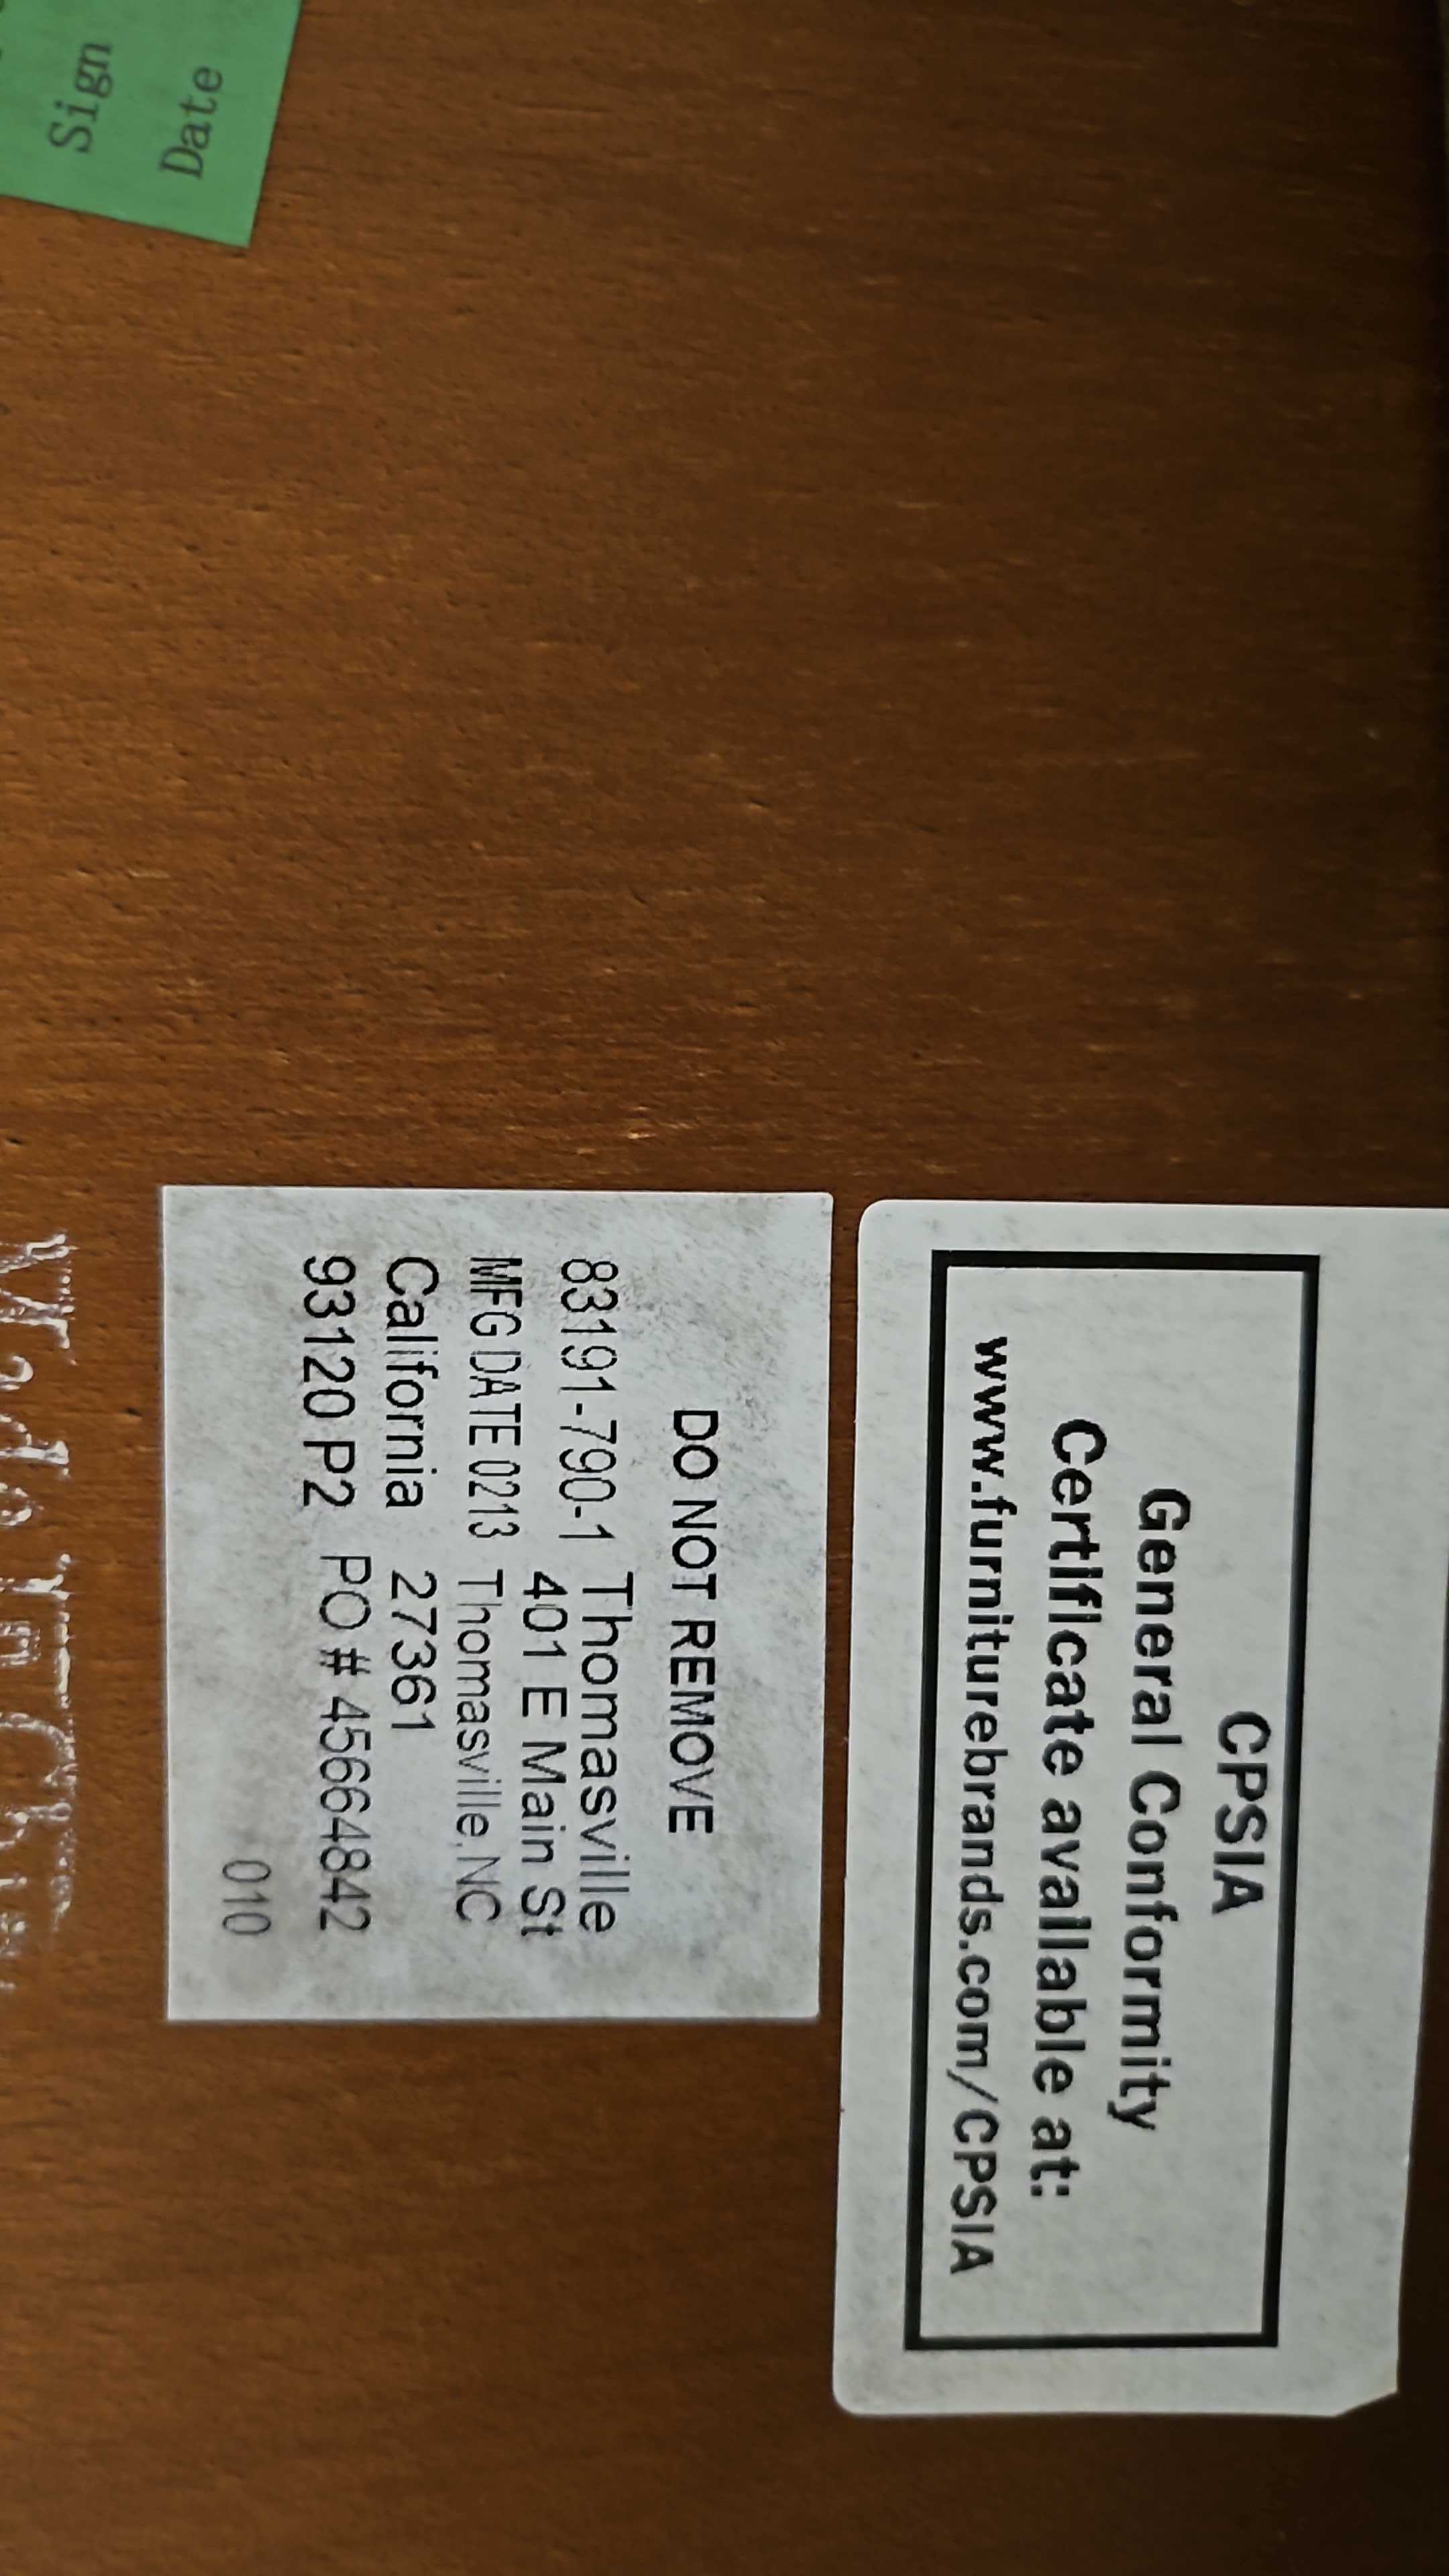 Sign
Date
CPSIA
General Conformity
Certificate available at:
www.furniturebrands.com/CPSIA
DO NOT REMOVE
83191-790-1 Thomasville
401 E Main St
MFG DATE 0213 Thomasville, NC
California 27361
93120 P2 PO # 45664842
010